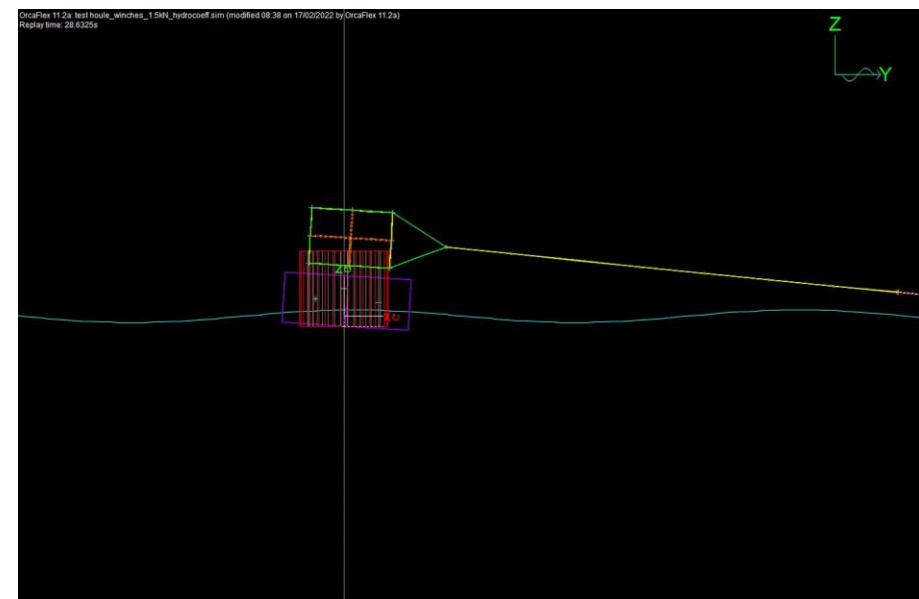 OrcaFlex 11.2a: test houle_winches_1.5kN_hydrocoeff.sim (modified 08:38 on 17/02/2022 by OrcaFlex 11.2a)
Replay time: 28.6325s
Z
Y